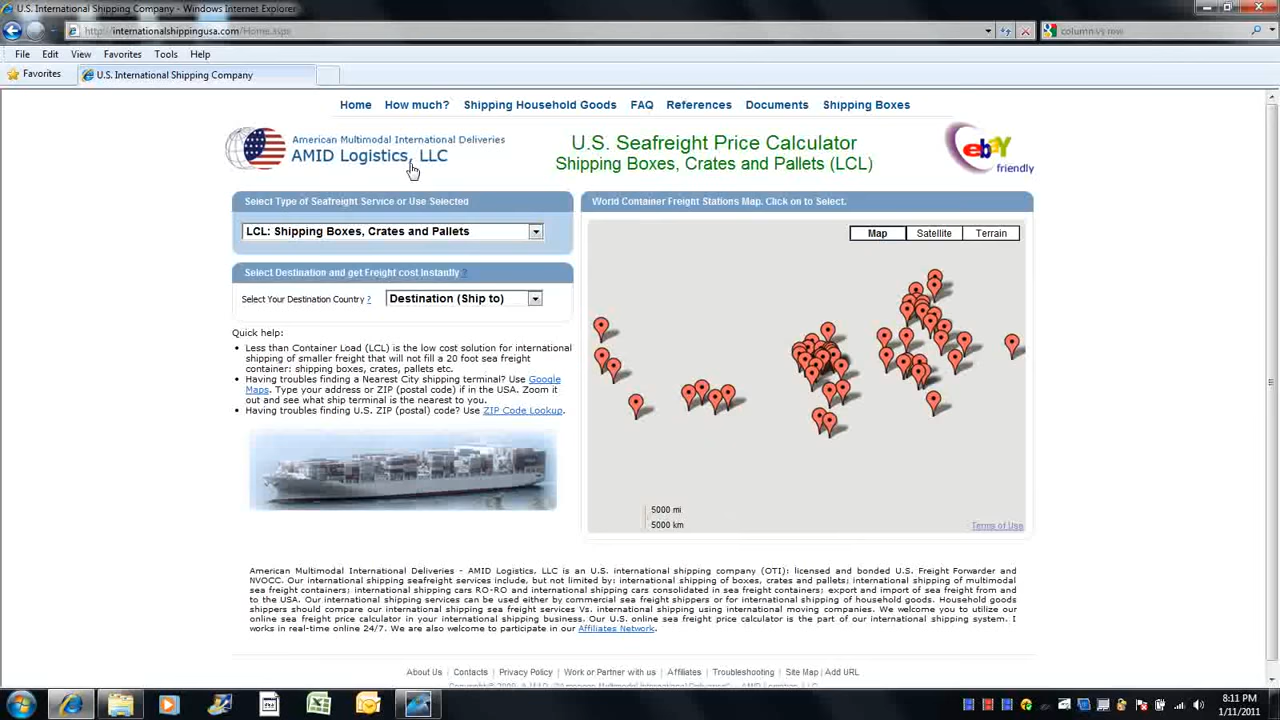 U.S. International Shipping Company - Windows Internet Explorer
http://internationalshippingusa.com/Home.aspx
column vs row
File Edit View Favorites Tools Help
Favorites
U.S. International Shipping Company
Home How much? Shipping Household Goods FAQ References Documents Shipping Boxes
American Multimodal International Deliveries
AMID Logistics, LLC
U.S. Seafreight Price Calculator
Shipping Boxes, Crates and Pallets (LCL)
ebay
friendly
Select Type of Seafreight Service or Use Selected
LCL: Shipping Boxes, Crates and Pallets
Select Destination and get Freight cost Instantly ?
Select Your Destination Country ? Destination (Ship to)
Quick help:
Less than Container Load (LCL) is the low cost solution for international
shipping of smaller freight that will not fill a 20 foot sea freight
container: shipping boxes, crates, pallets etc.
Having troubles finding a Nearest City shipping terminal? Use Google
Maps. Type your address or ZIP (postal code) if in the USA. Zoom it
out and see what ship terminal is the nearest to you.
Having troubles finding U.S. ZIP (postal) code? Use ZIP Code Lookup.
World Container Freight Stations Map. Click on to Select.
Map Satellite Terrain
5000 mi
5000 km
Terms of Use
American Multimodal International Deliveries - AMID Logistics, LLC is an U.S. international shipping company (OTI): licensed and bonded U.S. Freight Forwarder and
NVOCC. Our international shipping seafreight services include, but not limited by: international shipping of boxes, crates and pallets; international shipping of multimodal
sea freight containers; international shipping cars RO-RO and international shipping cars consolidated in sea freight containers; export and import of sea freight from and
to the USA. Our international shipping services can be used either by commercial sea freight shippers or for international shipping of household goods. Household goods
shippers should compare our international shipping sea freight services Vs. international shipping using international moving companies. We welcome you to utilize our
online sea freight price calculator in your international shipping business. Our U.S. online sea freight price calculator is the part of our international shipping system. I
works in real-time online 24/7. We are also welcome to participate in our Affiliates Network.
About Us | Contacts | Privacy Policy | Work or Partner with us | Affiliates | Troubleshooting | Site Map | Add URL
8:11 PM
1/11/2011